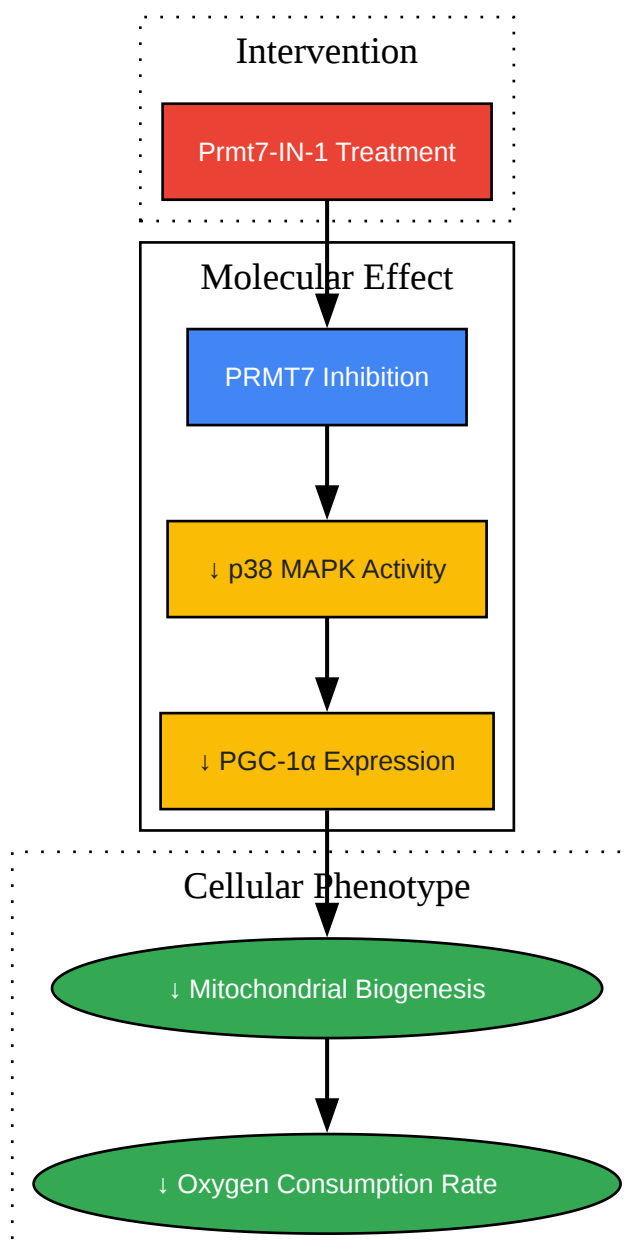 Intervention
Prmt7-IN-1 Treatment
Molecular Effect
PRMT7 Inhibition
↓ p38 MAPK Activity
↓ PGC-1α Expression
Cellular Phenotype
↓ Mitochondrial Biogenesis
↓ Oxygen Consumption Rate